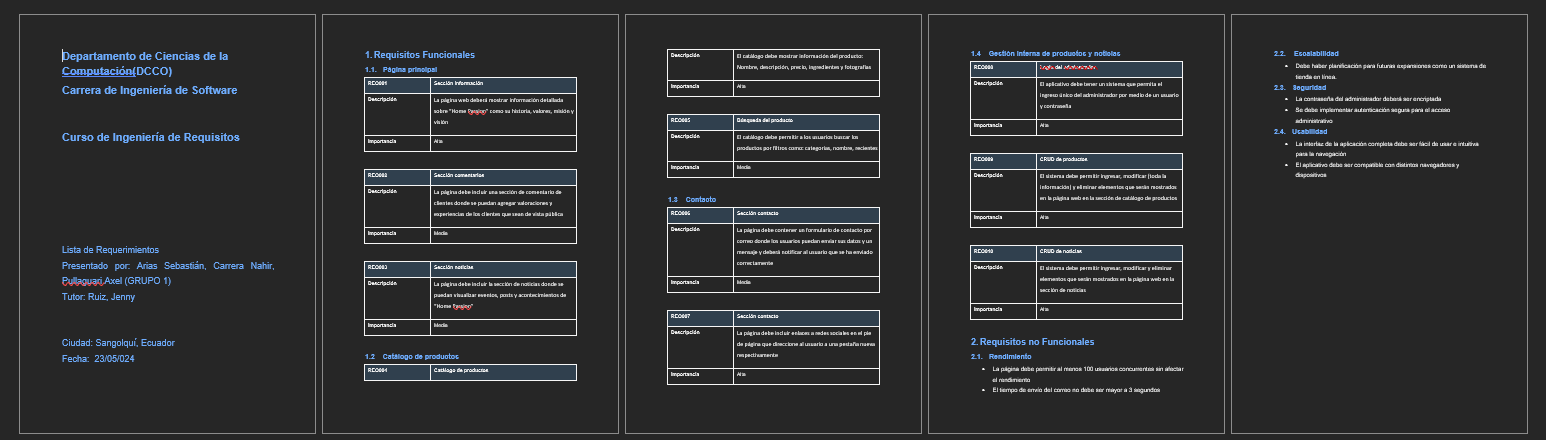 Departamento de Ciencias de la
Computación(DCCO)
Carrera de Ingeniería de Software
Curso de Ingeniería de Requisitos
Lista de Requerimientos
Presentado por: Arias Sebastián, Carrera Nahir,
Pullaguari Axel (GRUPO 1)
Tutor: Ruiz, Jenny
Ciudad: Sangolquí, Ecuador
Fecha: 23/05/024
1. Requisitos Funcionales
1.1. Página principal
REQ001 Sección información
Descripción La página web deberá mostrar información detallada
sobre "Home Passion" como su historia, valores, misión y
visión
Importancia Alta
REQ002 Sección comentarios
Descripción La página debe incluir una sección de comentario de
clientes donde se puedan agregar valoraciones y
experiencias de los clientes que sean de vista pública
Importancia Media
REQ003 Sección noticias
Descripción La página debe incluir la sección de noticias donde se
puedan visualizar eventos, posts y acontecimientos de
"Home Passion"
Importancia Media
1.2 Catálogo de productos
REQ004 Catálogo de productos
Descripción El catálogo debe mostrar información del producto:
Nombre, descripción, precio, ingredientes y fotografías
Importancia Alta
REQ005 Búsqueda del producto
Descripción El catálogo debe permitir a los usuarios buscar los
productos por filtros como: categorías, nombre, recientes
Importancia Media
1.3 Contacto
REQ006 Sección contacto
Descripción La página debe contener un formulario de contacto por
correo donde los usuarios puedan enviar sus datos y un
mensaje y deberá notificar al usuario que se ha enviado
correctamente
Importancia Media
REQ007 Sección contacto
Descripción La página debe incluir enlaces a redes sociales en el pie
de página que direccione al usuario a una pestaña nueva
respectivamente
Importancia Alta
1.4 Gestión interna de productos y noticias
REQ008 Login del administrador
Descripción El aplicativo debe tener un sistema que permita el
ingreso único del administrador por medio de un usuario
y contraseña
Importancia Alta
REQ009 CRUD de productos
Descripción El sistema debe permitir ingresar, modificar (toda la
información) y eliminar elementos que serán mostrados
en la página web en la sección de catálogo de productos
Importancia Alta
REQ010 CRUD de noticias
Descripción El sistema debe permitir ingresar, modificar y eliminar
elementos que serán mostrados en la página web en la
sección de noticias
Importancia Alta
2. Requisitos no Funcionales
2.1. Rendimiento
• La página debe permitir al menos 100 usuarios concurrentes sin afectar
el rendimiento
• El tiempo de envío del correo no debe ser mayor a 3 segundos
2.2. Escalabilidad
• Debe haber planificación para futuras expansiones como un sistema de
tienda en línea.
2.3. Seguridad
• La contraseña del administrador deberá ser encriptada
• Se debe implementar autenticación segura para el acceso
administrativo
2.4. Usabilidad
• La interfaz de la aplicación completa debe ser fácil de usar e intuitiva
para la navegación
• El aplicativo debe ser compatible con distintos navegadores y
dispositivos